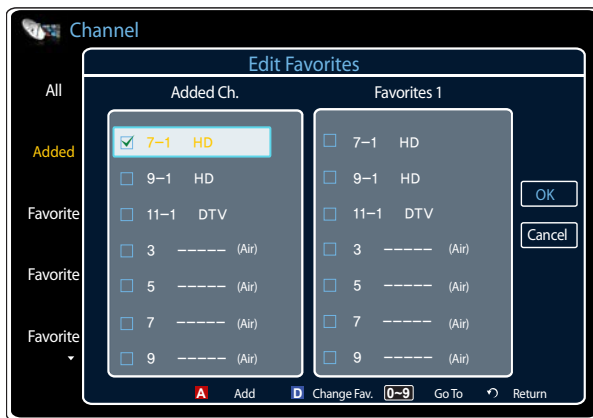 Channel
Edit Favorites
All
Added
Favorite
Favorite
Favorite
Added Ch.
7−1 HD
9−1 HD
11−1 DTV
3 −−−−− (Air)
5 −−−−− (Air)
7 −−−−− (Air)
9 −−−−− (Air)
Favorites 1
7−1 HD
9−1 HD
11−1 DTV
3 −−−−− (Air)
5 −−−−− (Air)
7 −−−−− (Air)
9 −−−−− (Air)
OK
Cancel
A Add D Change Fav. 0~9 Go To Return